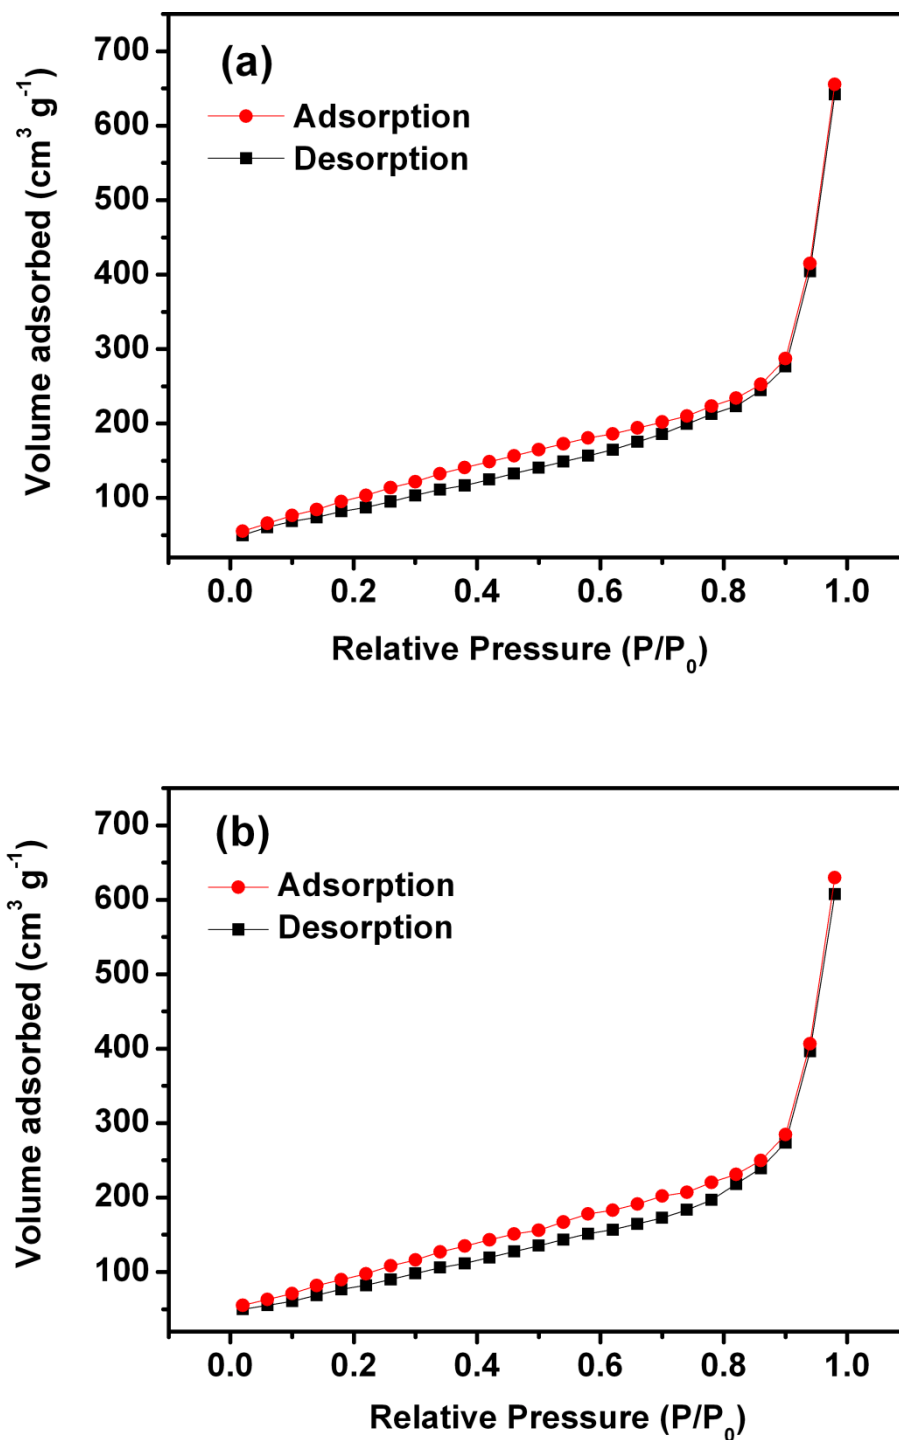 (a)
Adsorption
Desorption
700
600
500
400
300
200
100
0.0 0.2 0.4 0.6 0.8 1.0
Volume adsorbed (cm³ g⁻¹)
Relative Pressure (P/P₀)
(b)
Adsorption
Desorption
700
600
500
400
300
200
100
0.0 0.2 0.4 0.6 0.8 1.0
Volume adsorbed (cm³ g⁻¹)
Relative Pressure (P/P₀)